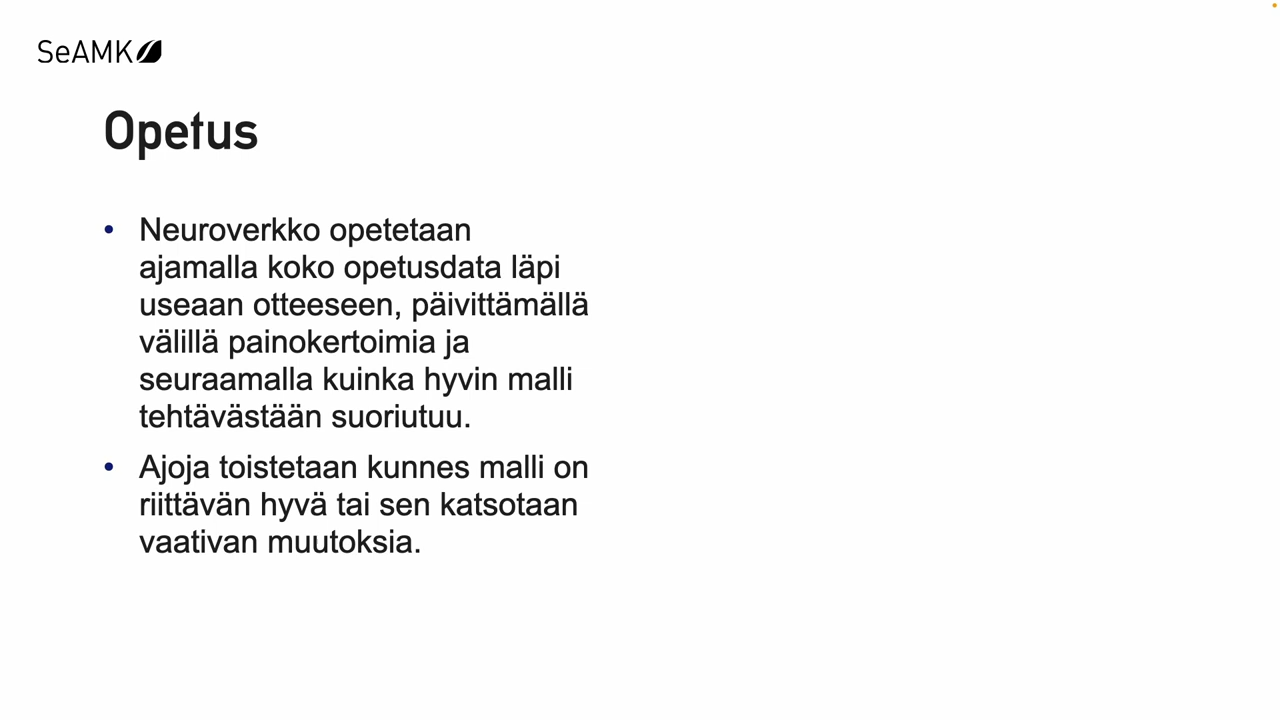 SeAMK
Opetus
• Neuroverkko opetetaan
ajamalla koko opetusdata läpi
useaan otteeseen, päivittämällä
välillä painokertoimia ja
seuraamalla kuinka hyvin malli
tehtävästään suoriutuu.
• Ajoja toistetaan kunnes malli on
riittävän hyvä tai sen katsotaan
vaativan muutoksia.